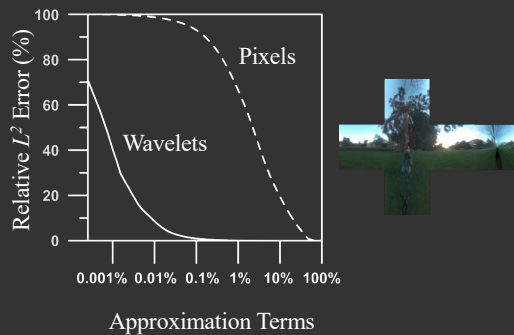 100
80
60
40
20
0
Relative L² Error (%)
Pixels
Wavelets
0.001% 0.01% 0.1% 1% 10% 100%
Approximation Terms